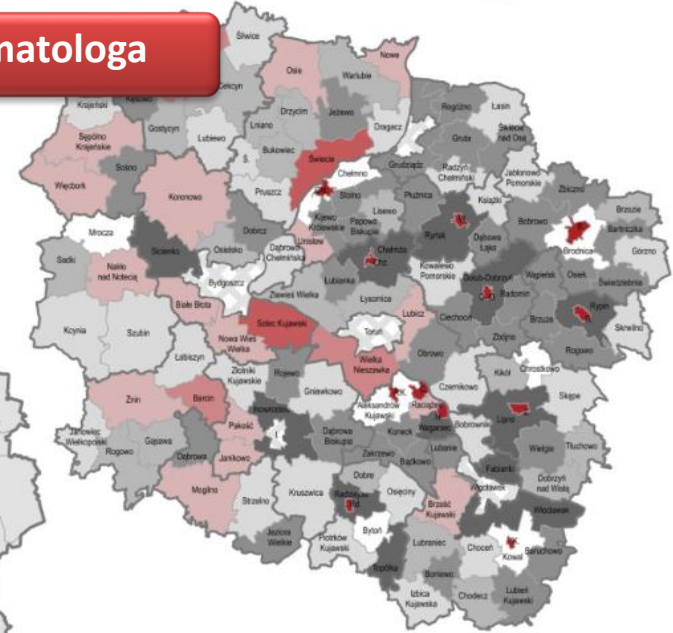 matologa
Śliwice
Nowe
Osie
Warlubie
Cekcyn
Krajeński
Jeżewo
Drzycim
Rogóźno
Łasin
Gostycyn
Lniano
Dragacz
Świecie nad Osą
Sępólno Krajeńskie
Lubiewo
Gruta
Bukowiec
Świecie
Grudziądz
Radzyń Chełmiński
Jabłonowo Pomorskie
Sośno
Ś.
Chełmno
Więcbork
Pruszcz
Zbiczno
Koronowo
Stolno
Płużnica
Książki
Brzozie
Kijewo Królewskie
Lisewo
Papowo Biskupie
Bobrowo
Bartniczka
Mrocza
Dobrcz
Unisław
Ryńsk
Dębowa Łąka
Brodnica
Sicienko
Osielsko
Dąbrowa Chełmińska
Chełmża
Górzno
Sadki
Kowalewo Pomorskie
Golub-Dobrzyń
Wąpielsk
Osiek
Nakło nad Notecią
Bydgoszcz
Łubianka
Radomin
Świedziebnia
Zławieś Wielka
Łysomice
Białe Błota
Ciechocin
Rypin
Solec Kujawski
Lubicz
Brzuze
Skrwilno
Kcynia
Szubin
Toruń
Zbójno
Nowa Wieś Wielka
Obrowo
Rogowo
Łabiszyn
Wielka Nieszawka
Kikół
Chrostkowo
Złotniki Kujawskie
Rojewo
Czernikowo
Gniewkowo
Raciążek
Skępe
Żnin
Barcin
Aleksandrów Kujawski
Inowrocław
Lipno
Pakość
Waganiec
Bobrowniki
Janowiec Wielkopolski
I.
Dąbrowa Biskupia
Koneck
Rogowo
Gąsawa
Lubanie
Wielgie
Tłuchowo
Dąbrowa
Janikowo
Zakrzewo
Bądkowo
Fabianki
Dobre
Dobrzyń nad Wisłą
Mogilno
Kruszwica
Radziejów
Osięciny
Włocławek
Strzelno
Brześć Kujawski
Włocławek
Bytoń
Jeziora Wielkie
Piotrków Kujawski
Lubraniec
Choceń
Kowal
Baruchowo
Topólka
Boniewo
Lubień Kujawski
Izbica Kujawska
Chodecz